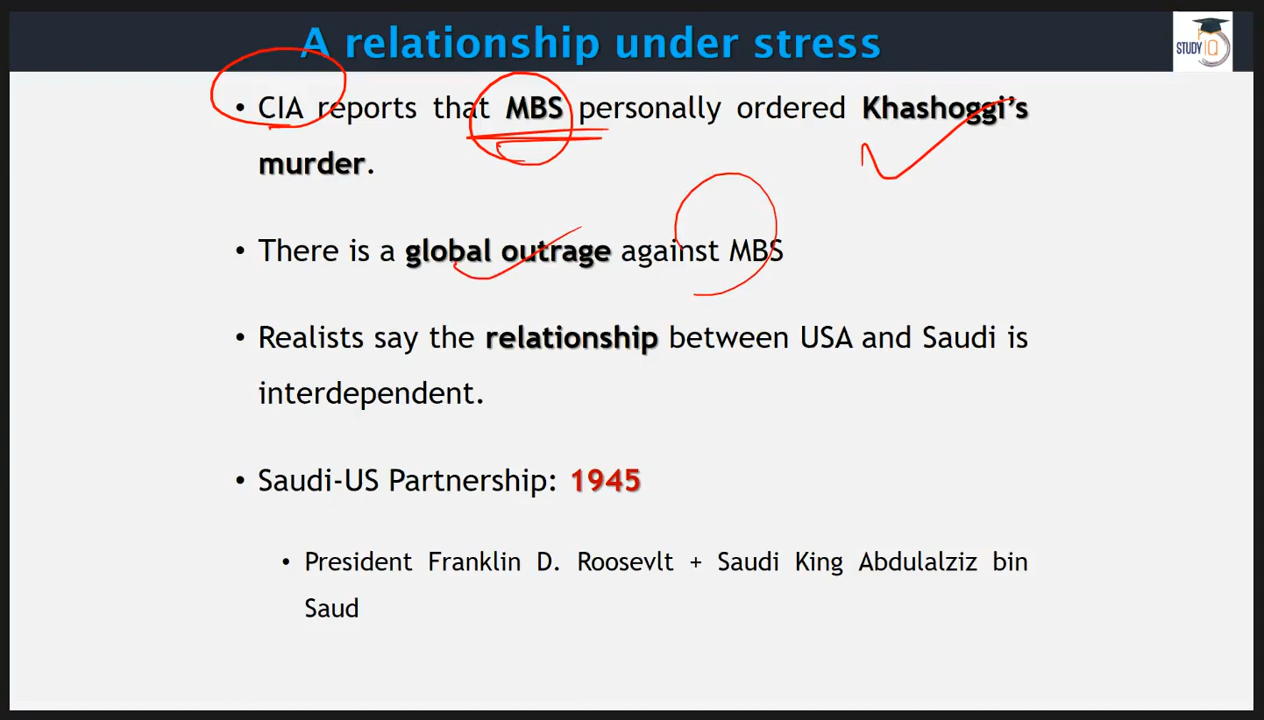 A relationship under stress
STUDY IQ
• CIA reports that MBS personally ordered Khashoggi's
murder.
• There is a global outrage against MBS
• Realists say the relationship between USA and Saudi is
interdependent.
• Saudi-US Partnership: 1945
• President Franklin D. Roosevlt + Saudi King Abdulalziz bin
Saud